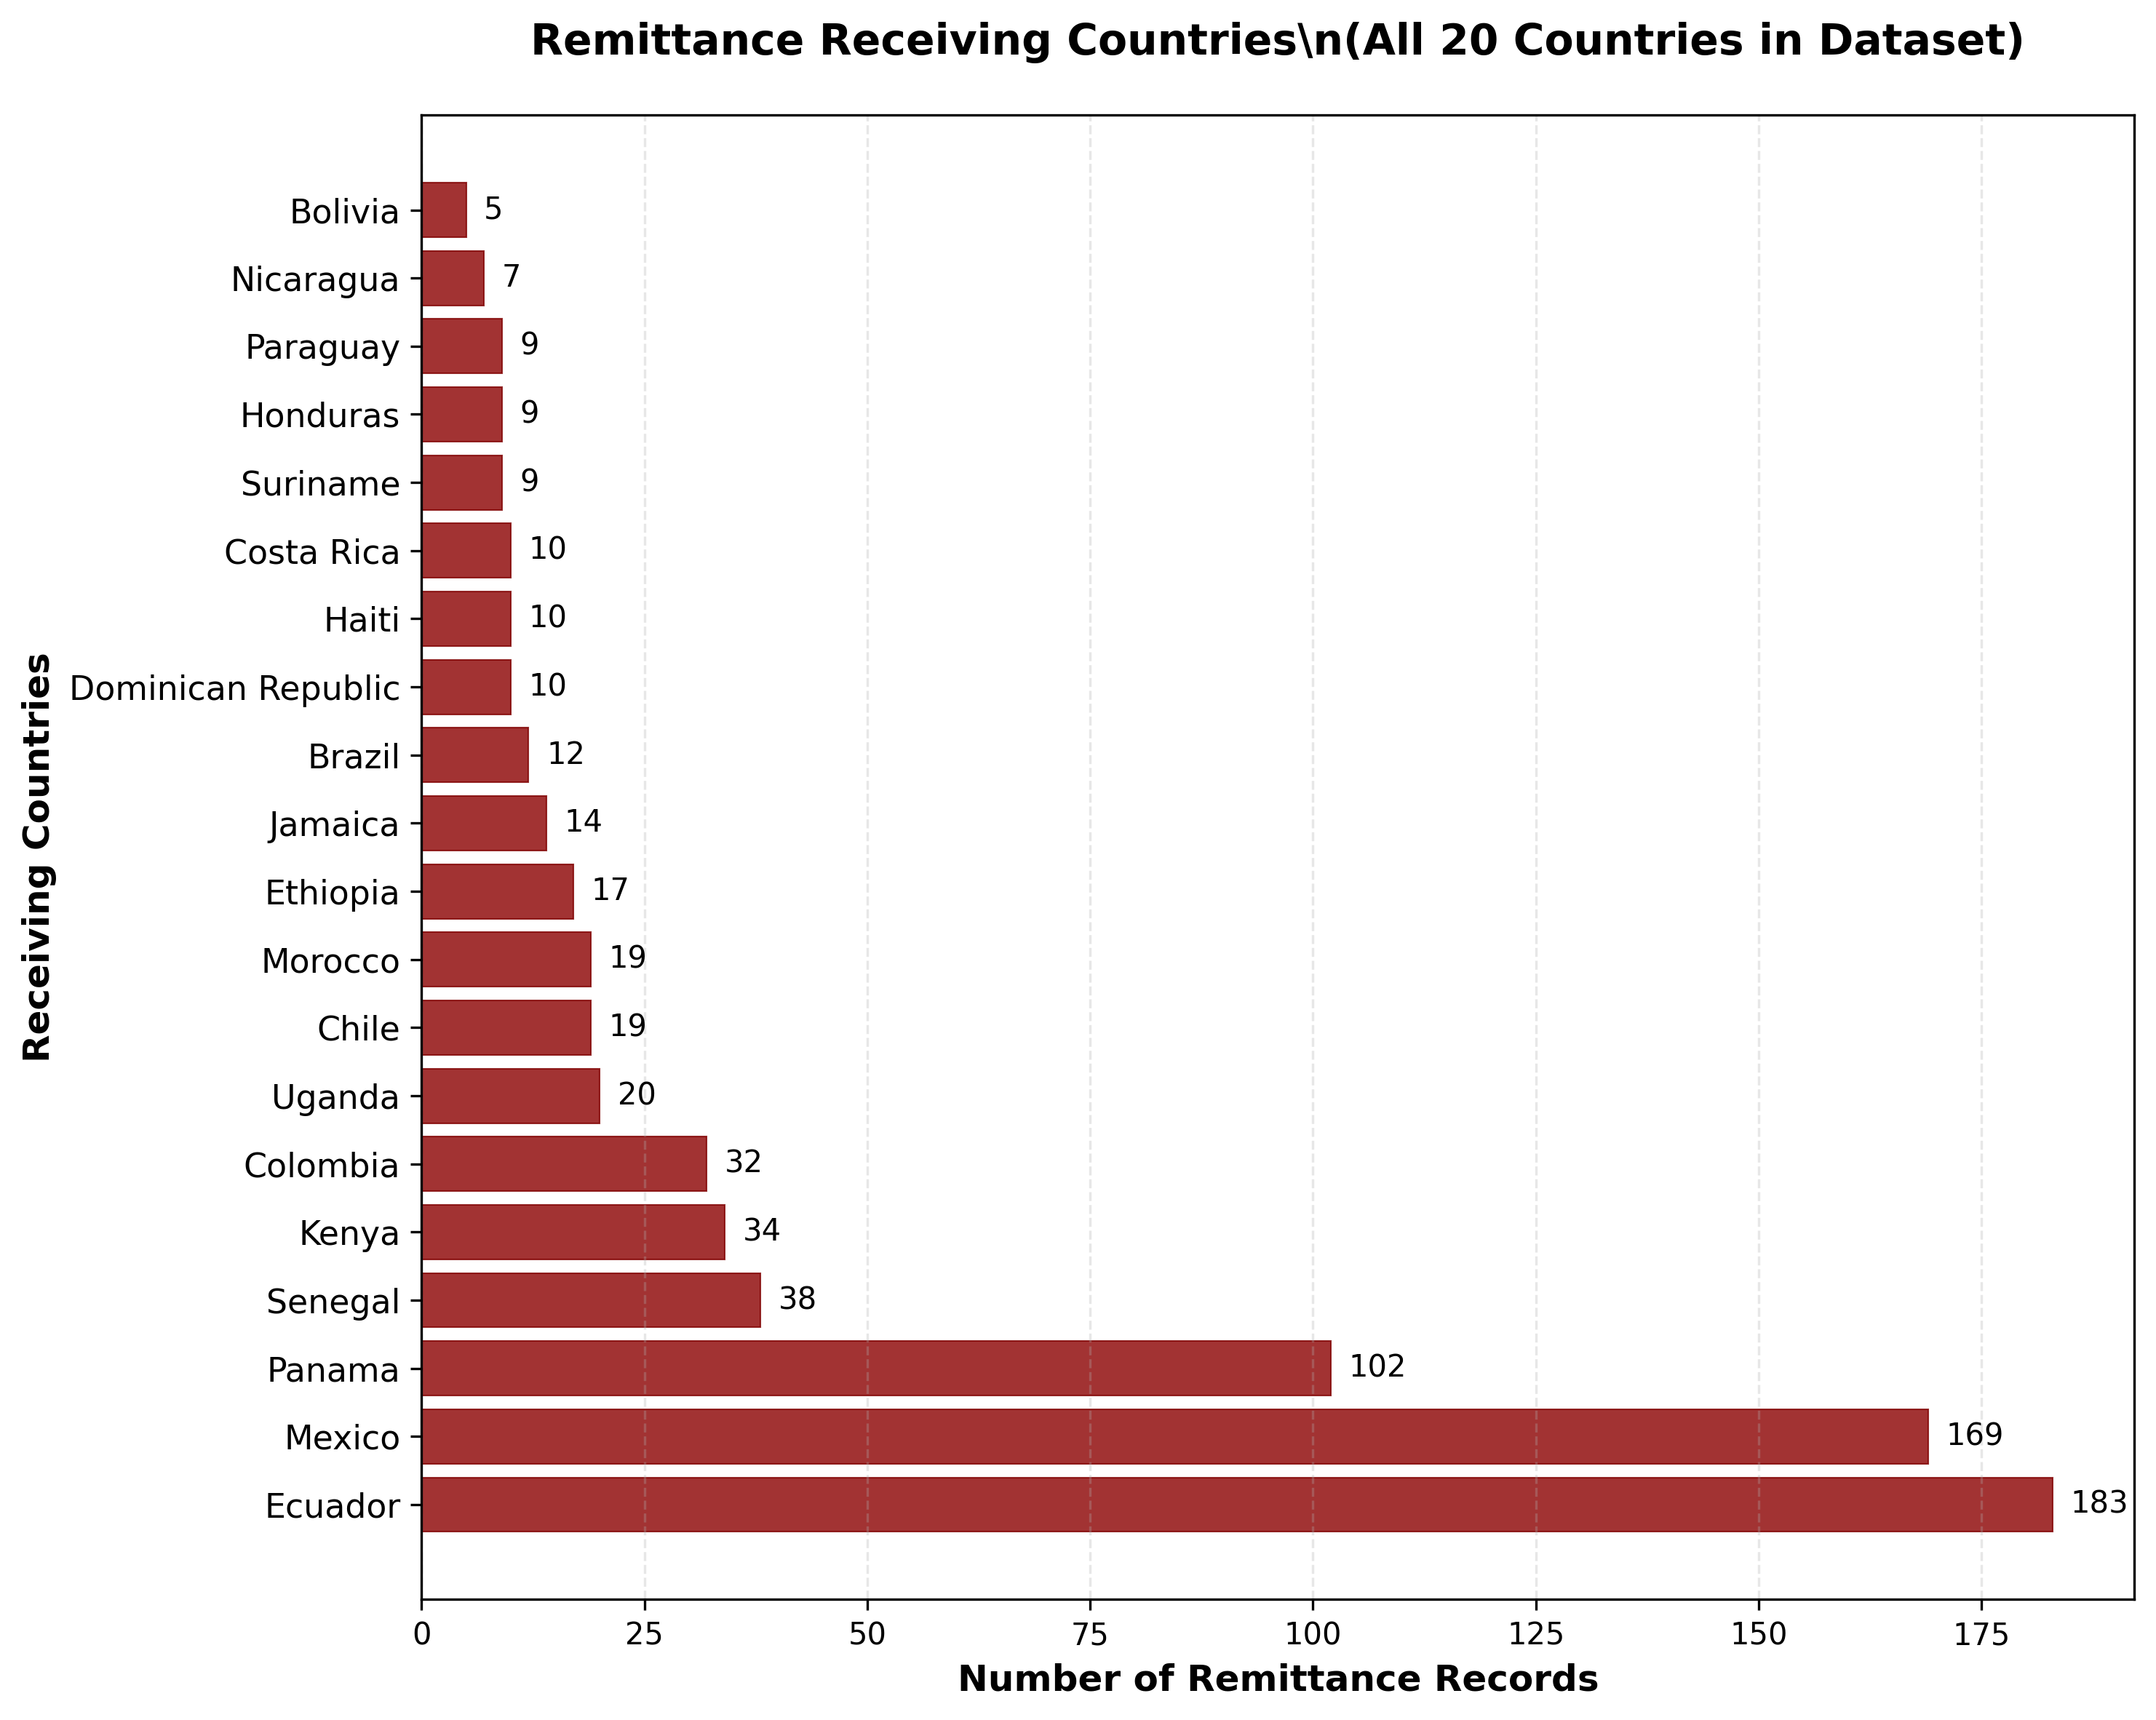 Remittance Receiving Countries\n(All 20 Countries in Dataset)
Receiving Countries
Bolivia 5
Nicaragua 7
Paraguay 9
Honduras 9
Suriname 9
Costa Rica 10
Haiti 10
Dominican Republic 10
Brazil 12
Jamaica 14
Ethiopia 17
Morocco 19
Chile 19
Uganda 20
Colombia 32
Kenya 34
Senegal 38
Panama 102
Mexico 169
Ecuador 183
0 25 50 75 100 125 150 175
Number of Remittance Records